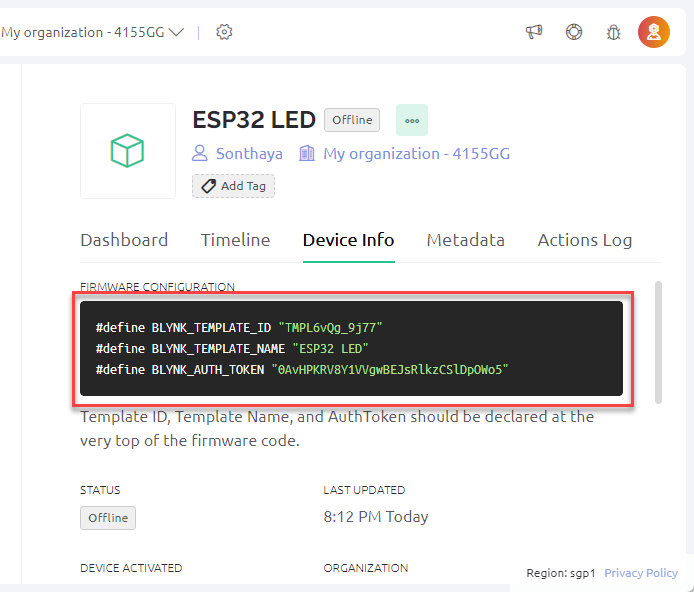 My organization - 4155GG
ESP32 LED Offline
Sonthaya My organization - 4155GG
Add Tag
Dashboard Timeline Device Info Metadata Actions Log
FIRMWARE CONFIGURATION
#define BLYNK_TEMPLATE_ID "TMPL6vQg_9j77"
#define BLYNK_TEMPLATE_NAME "ESP32 LED"
#define BLYNK_AUTH_TOKEN "0AvHPKRV8Y1VVgwBEJsRlkzCSlDpOWo5"
Template ID, Template Name, and AuthToken should be declared at the
very top of the firmware code.
STATUS LAST UPDATED
Offline 8:12 PM Today
DEVICE ACTIVATED ORGANIZATION
Region: sgp1 Privacy Policy